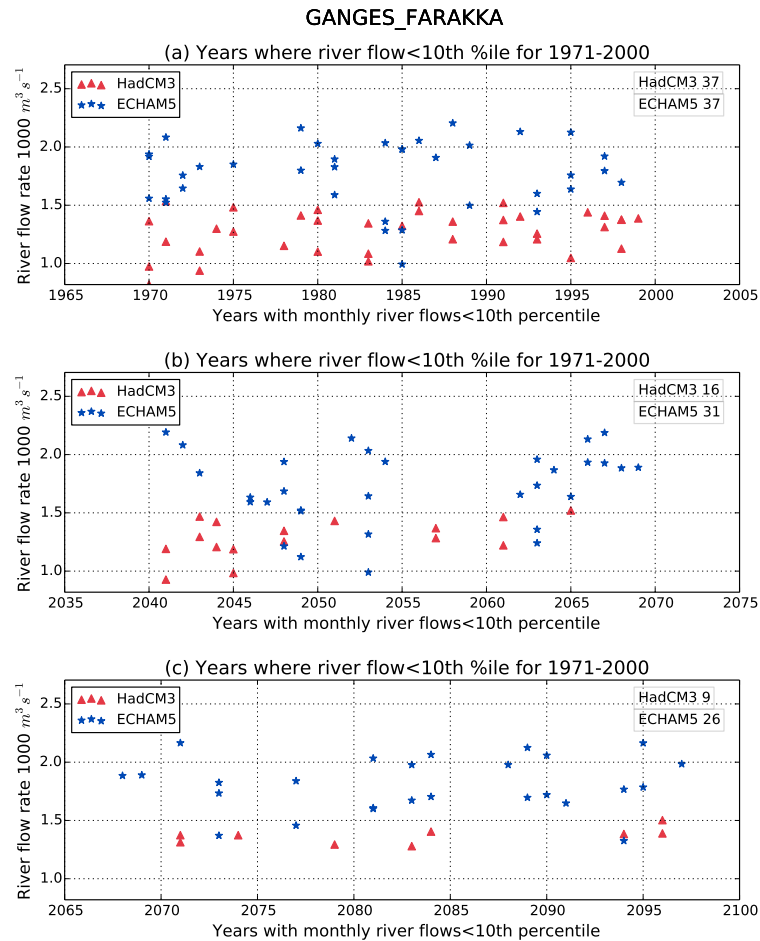 GANGES_FARAKKA
(a) Years where river flow<10th %ile for 1971-2000
HadCM3
ECHAM5
HadCM3 37
ECHAM5 37
River flow rate 1000 m³ s⁻¹
2.5
2.0
1.5
1.0
1965 1970 1975 1980 1985 1990 1995 2000 2005
Years with monthly river flows<10th percentile
(b) Years where river flow<10th %ile for 1971-2000
HadCM3
ECHAM5
HadCM3 16
ECHAM5 31
River flow rate 1000 m³ s⁻¹
2.5
2.0
1.5
1.0
2035 2040 2045 2050 2055 2060 2065 2070 2075
Years with monthly river flows<10th percentile
(c) Years where river flow<10th %ile for 1971-2000
HadCM3
ECHAM5
HadCM3 9
ECHAM5 26
River flow rate 1000 m³ s⁻¹
2.5
2.0
1.5
1.0
2065 2070 2075 2080 2085 2090 2095 2100
Years with monthly river flows<10th percentile